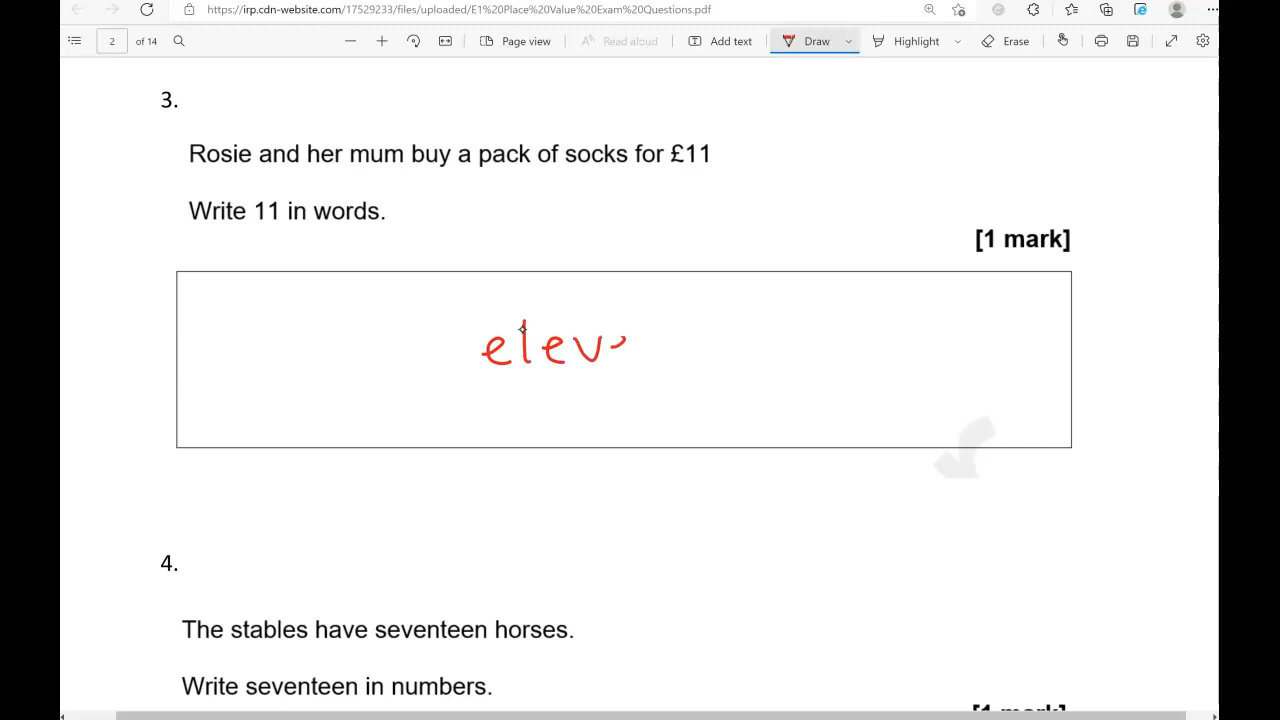 https://irp.cdn-website.com/17529233/files/uploaded/E1%20Place%20Value%20Exam%20Questions.pdf
2 of 14 Page view Read aloud Add text Draw Highlight Erase
3.
Rosie and her mum buy a pack of socks for £11
Write 11 in words.
[1 mark]
elev
4.
The stables have seventeen horses.
Write seventeen in numbers.
[1 mark]